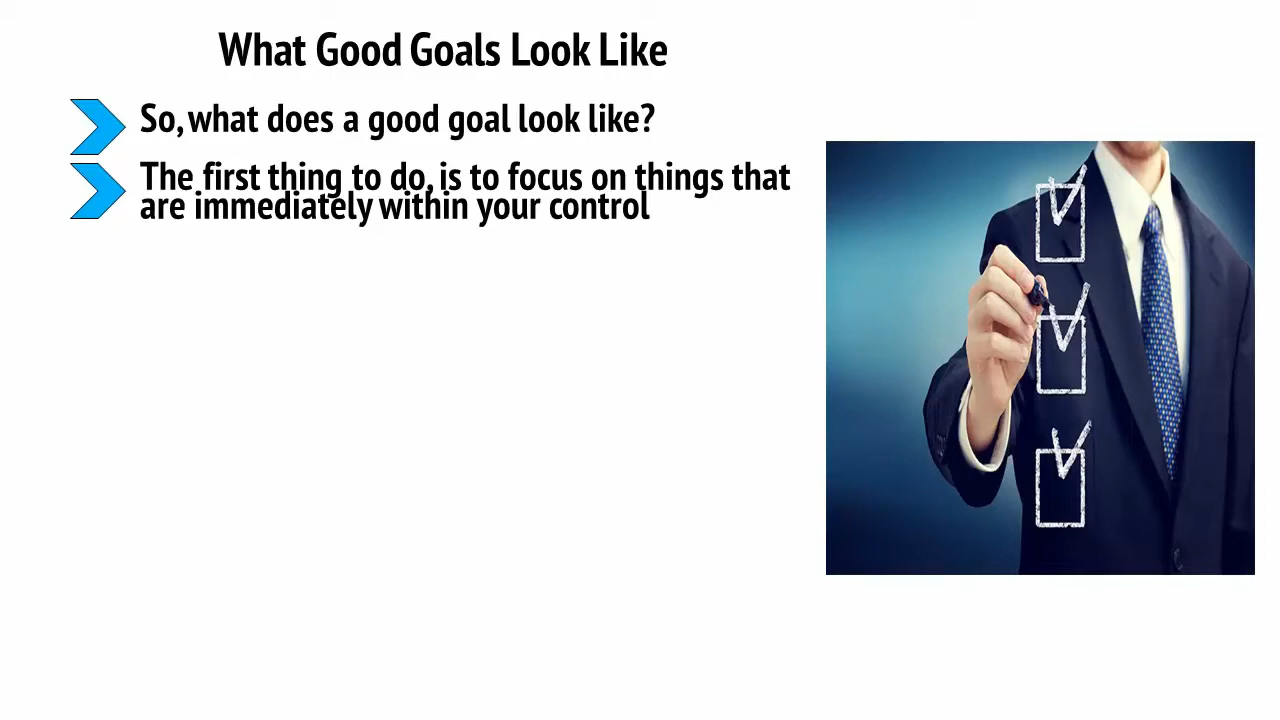 What Good Goals Look Like
So, what does a good goal look like?
The first thing to do, is to focus on things that
are immediately within your control